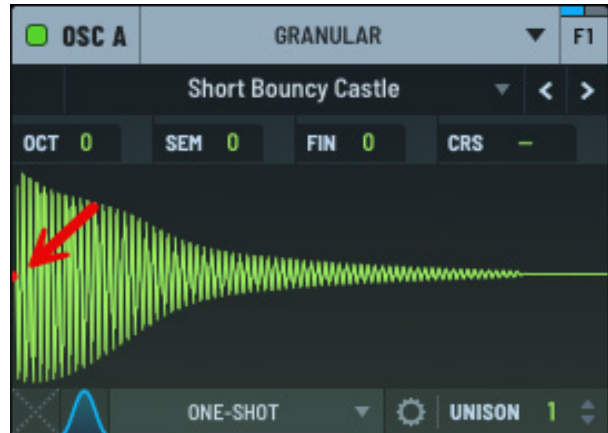 OSC A GRANULAR F1
Short Bouncy Castle < >
OCT 0 SEM 0 FIN 0 CRS –
ONE-SHOT UNISON 1